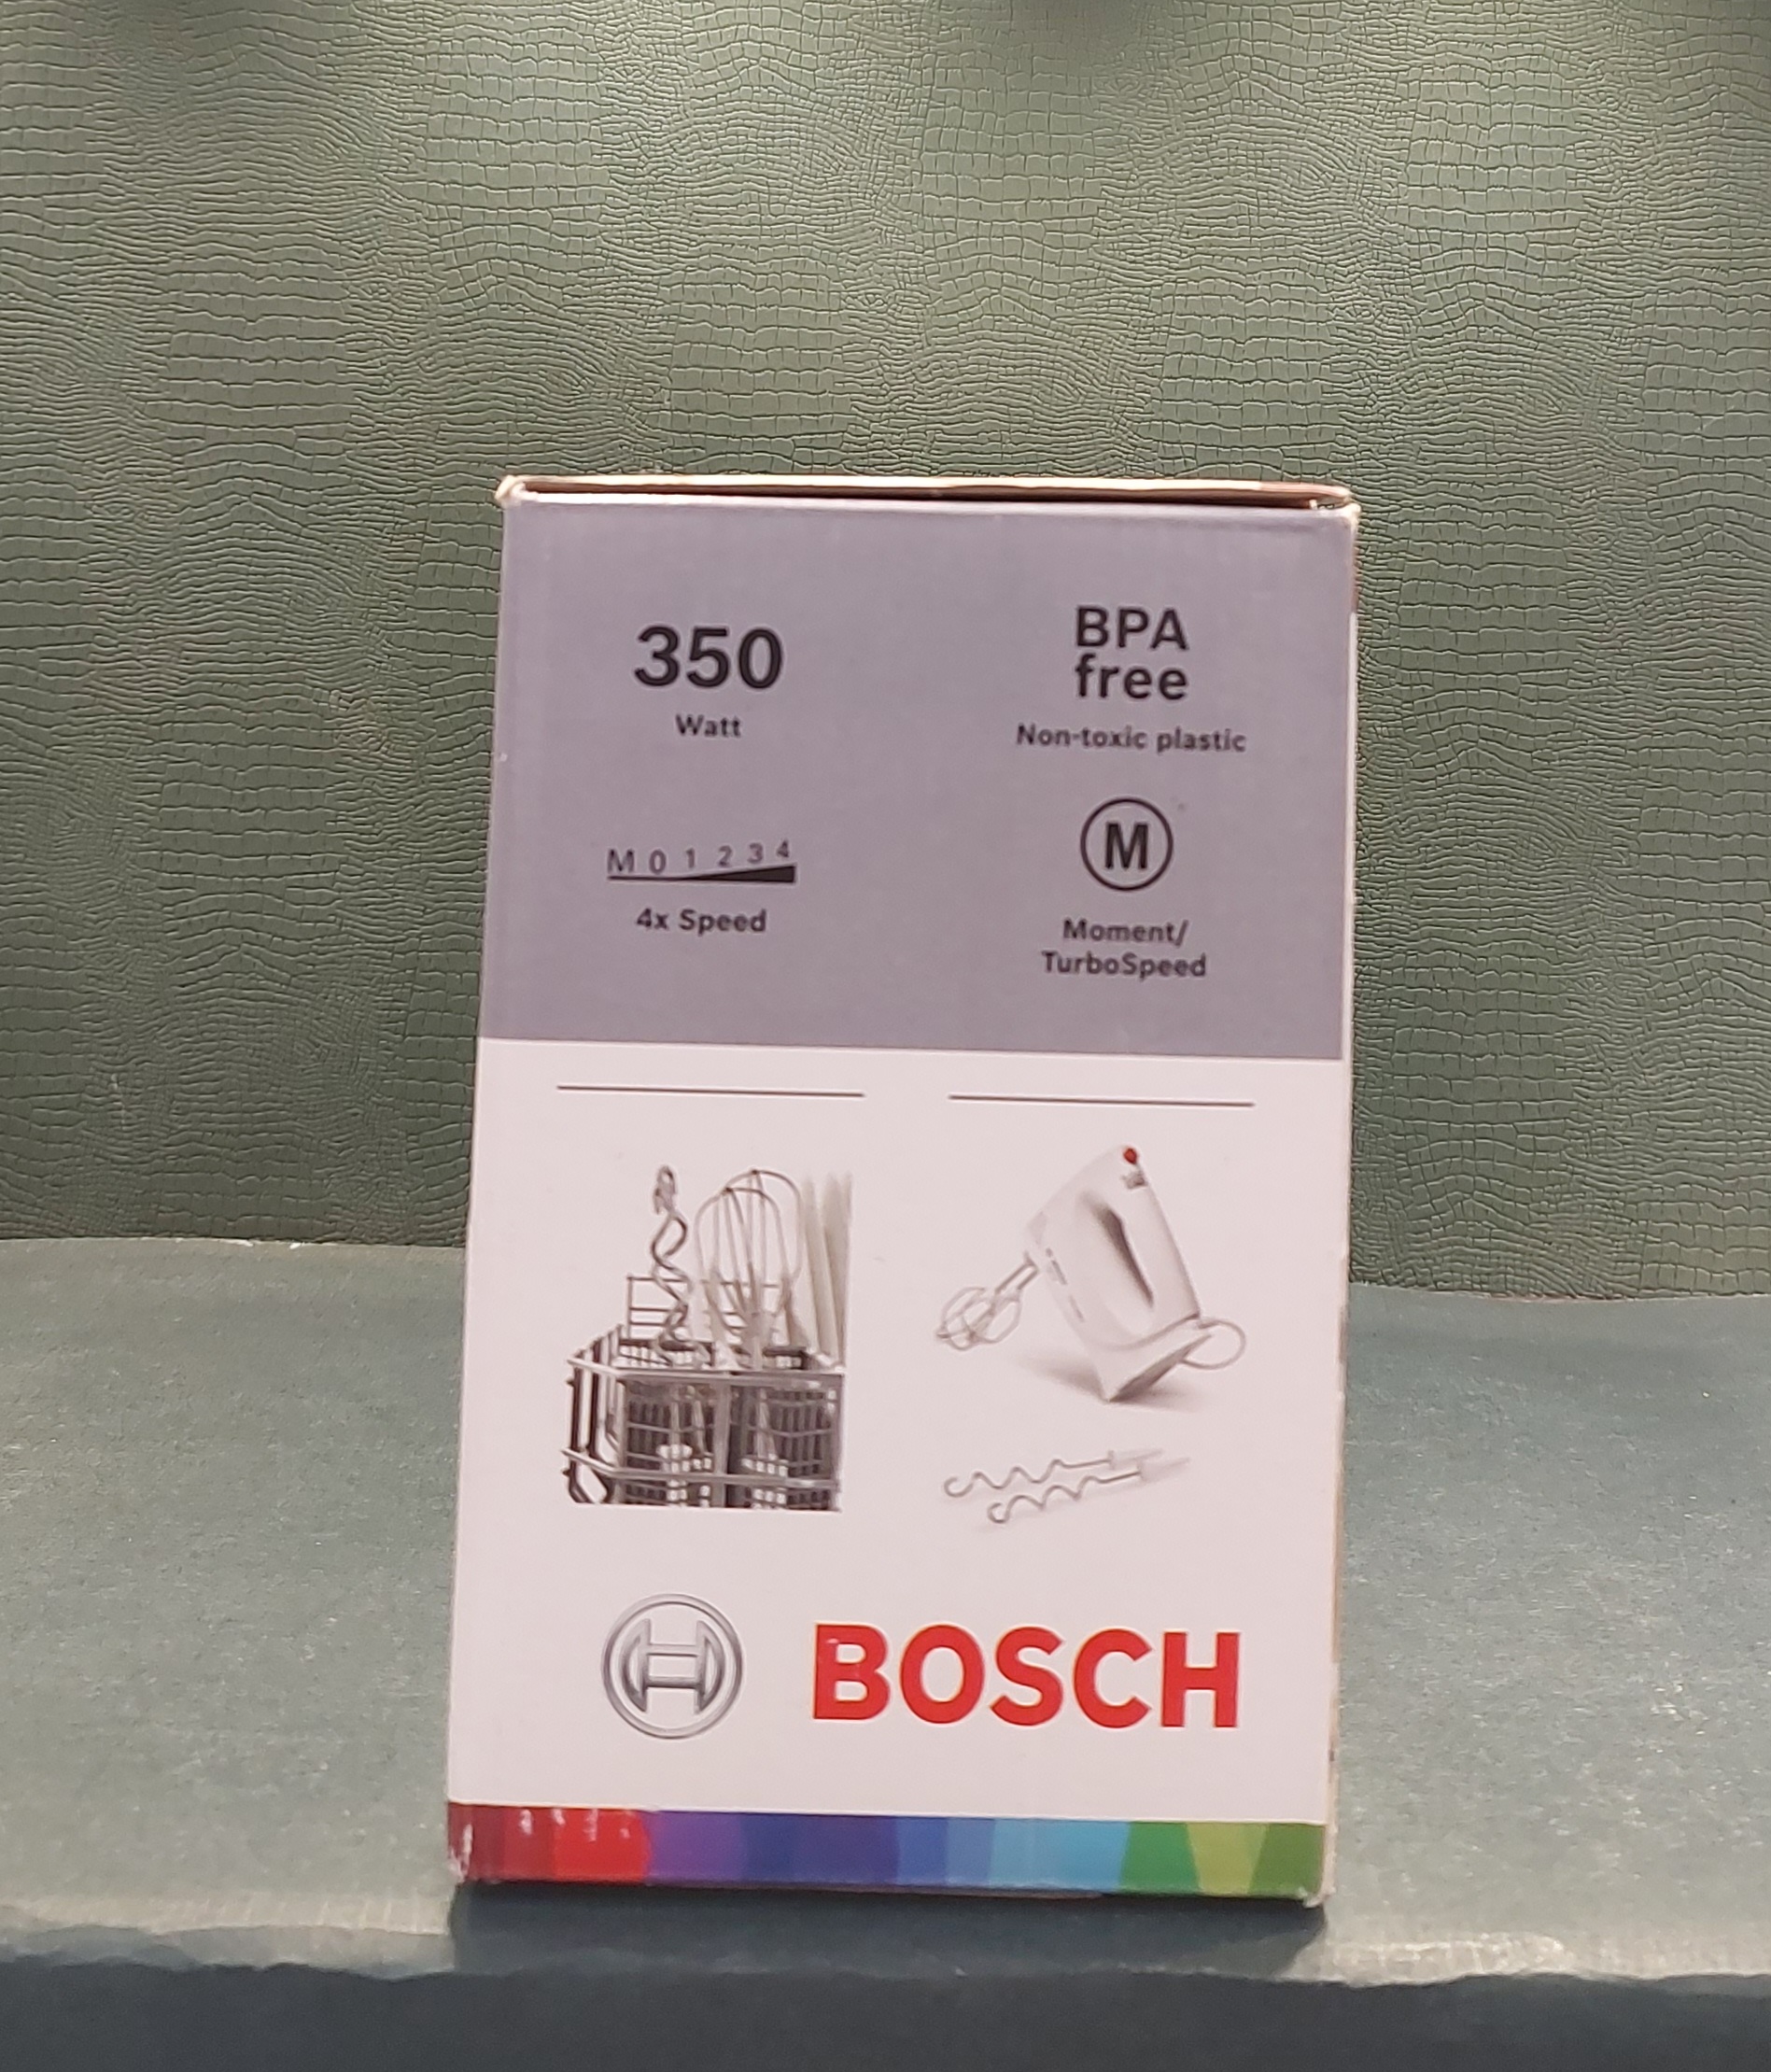 350
Watt
BPA
free
Non-toxic plastic
M 0 1 2 3 4
4x Speed
M
Moment/
TurboSpeed
BOSCH